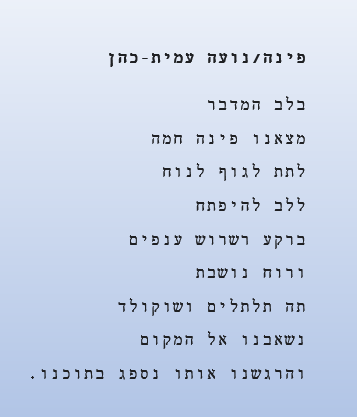 פינה/נועה עמית-כהן
בלב המדבר
מצאנו פינה חמה
לתת לגוף לנוח
ללב להיפתח
ברקע רשרוש ענפים
ורוח נושבת
תה תלתלים ושוקולד
נשאבנו אל המקום
והרגשנו אותו נספג בתוכנו.